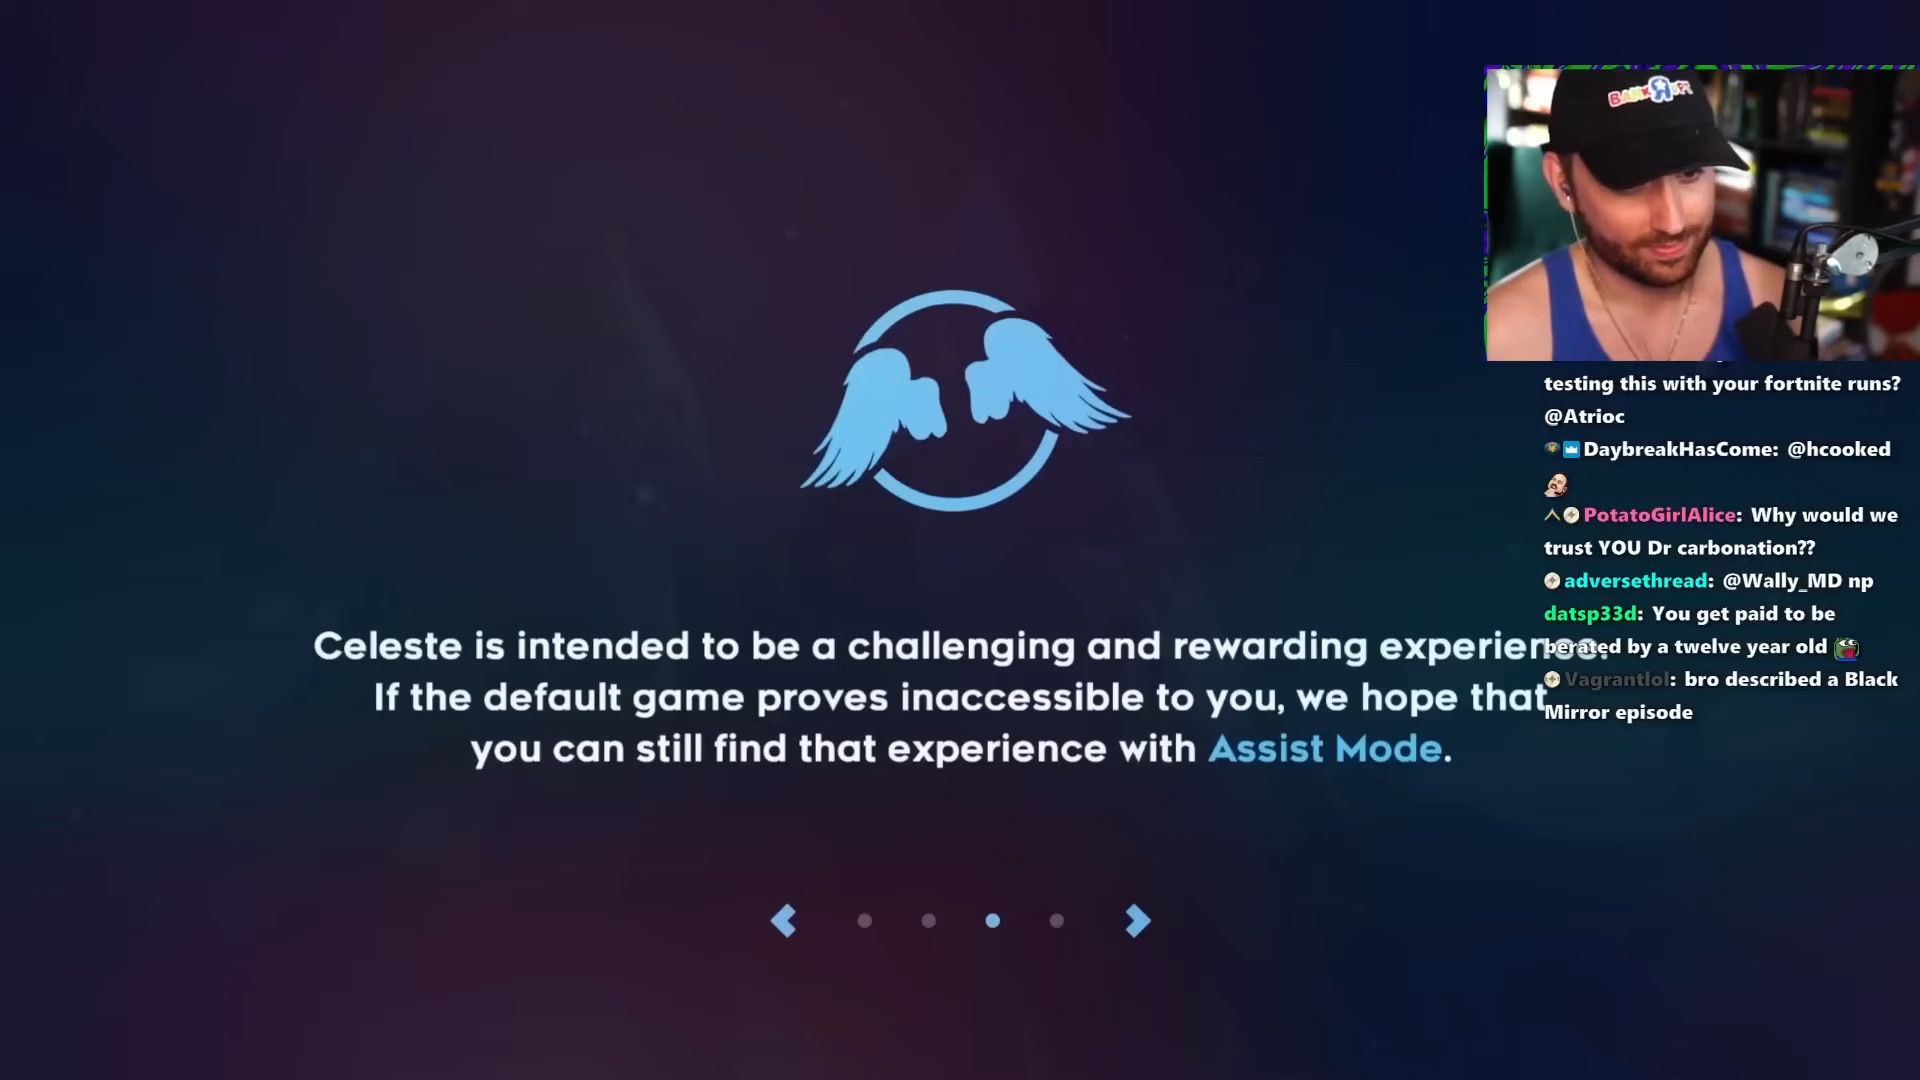 Celeste is intended to be a challenging and rewarding experience.
If the default game proves inaccessible to you, we hope that
you can still find that experience with Assist Mode.
testing this with your fortnite runs?
@Atrioc
DaybreakHasCome: @hcooked
PotatoGirlAlice: Why would we
trust YOU Dr carbonation??
adversethread: @Wally_MD np
datsp33d: You get paid to be
berated by a twelve year old
Vagrantlol: bro described a Black
Mirror episode